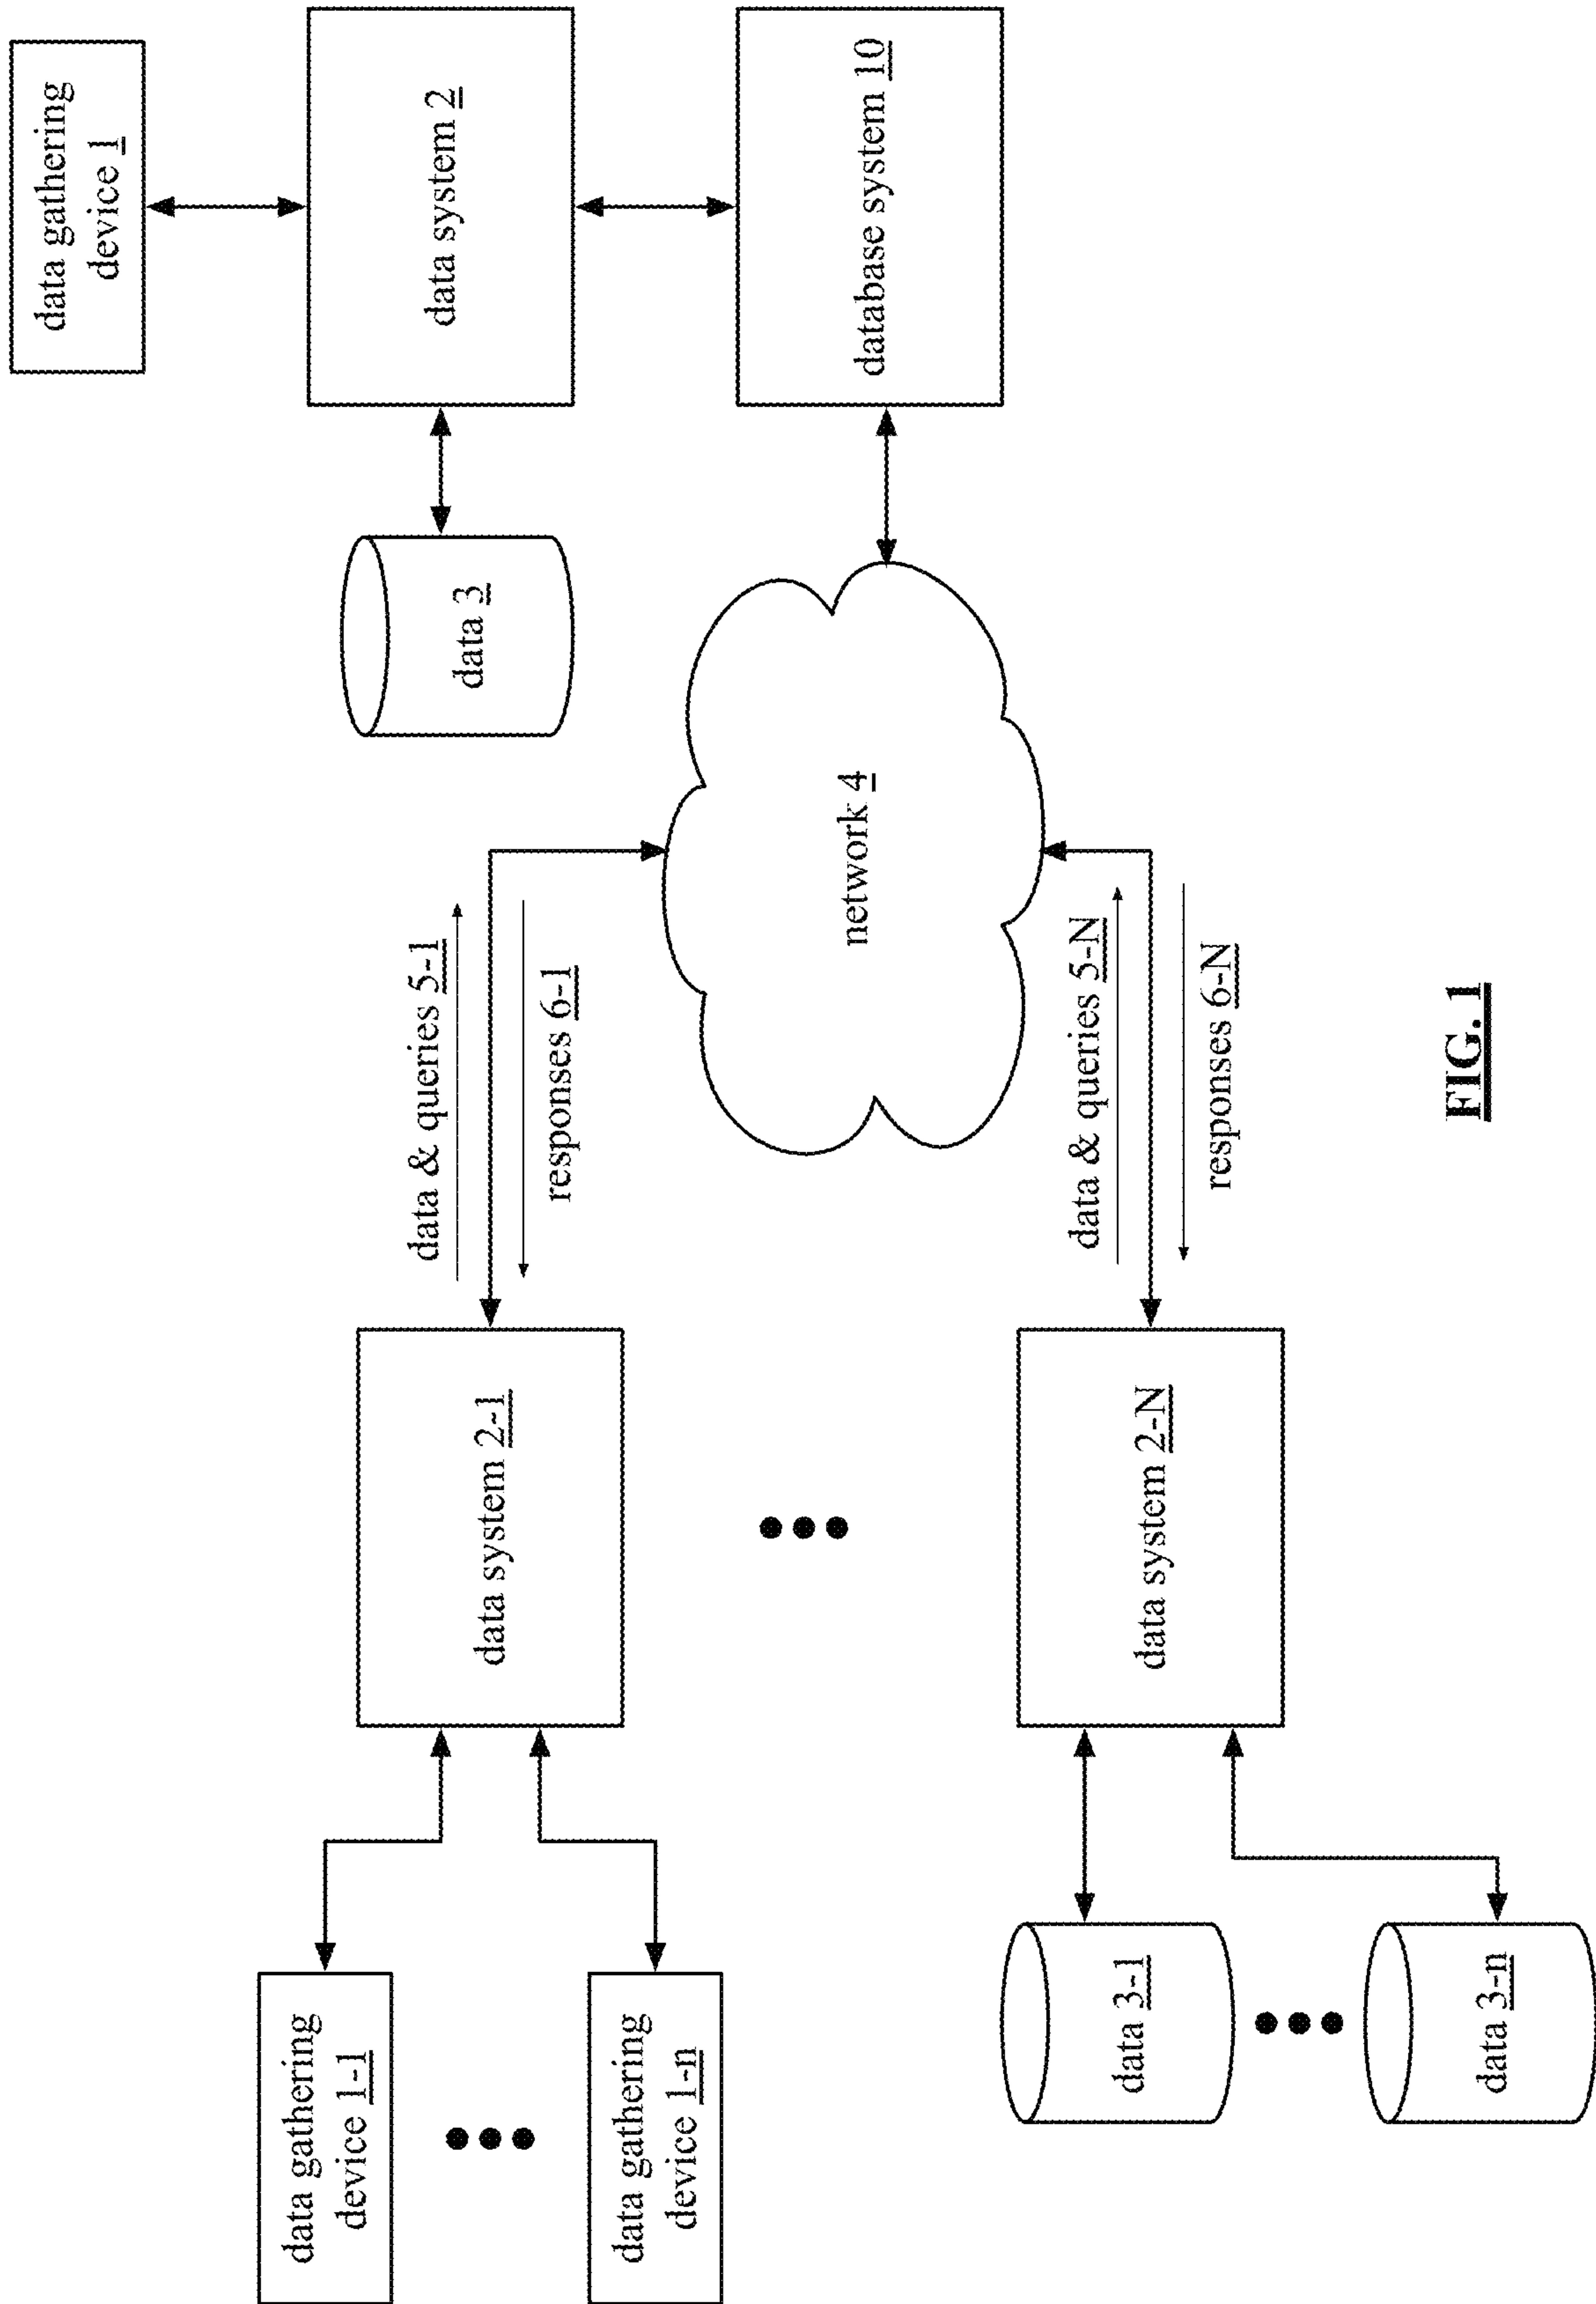 data gathering
device 1-1
data gathering
device 1-n
data system 2-1
data & queries 5-1
responses 6-1
data 3
data gathering
device 1
data system 2
database system 10
network 4
data 3-1
data 3-n
data system 2-N
data & queries 5-N
responses 6-N
FIG. 1